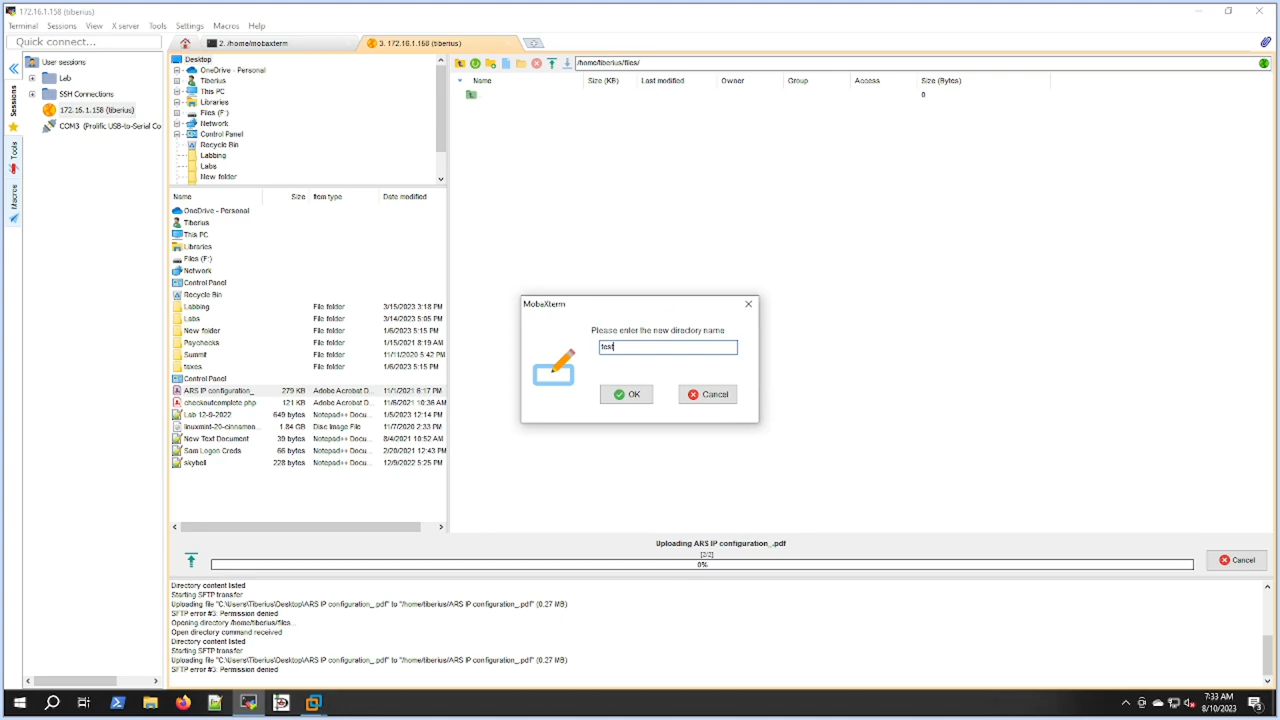 172.16.1.158 (tiberius)
Terminal Sessions View X server Tools Settings Macros Help
Quick connect...
2. /home/mobaxterm
3. 172.16.1.158 (tiberius)
User sessions
Lab
SSH Connections
172.16.1.158 (tiberius)
COM3 (Prolific USB-to-Serial Co
Sessions
Tools
Macros
Desktop
OneDrive - Personal
Tiberius
This PC
Libraries
Files (F:)
Network
Control Panel
Recycle Bin
Labbing
Labs
New folder
/home/tiberius/files/
Name Size (KB) Last modified Owner Group Access Size (Bytes)
.. 0
Name Size Item type Date modified
OneDrive - Personal
Tiberius
This PC
Libraries
Files (F:)
Network
Control Panel
Recycle Bin
Labbing File folder 3/15/2023 3:18 PM
Labs File folder 3/14/2023 5:05 PM
New folder File folder 1/6/2023 5:15 PM
Paychecks File folder 1/15/2021 8:19 AM
Summit File folder 11/11/2020 5:42 PM
taxes File folder 1/6/2023 5:15 PM
Control Panel
ARS IP configuration_ 279 KB Adobe Acrobat D... 11/1/2021 6:17 PM
checkoutcomplete php 121 KB Adobe Acrobat D... 11/6/2021 10:36 AM
Lab 12-9-2022 649 bytes Notepad++ Docu... 1/5/2023 12:14 PM
linuxmint-20-cinnamo... 1.84 GB Disc Image File 11/7/2020 2:33 PM
New Text Document 39 bytes Notepad++ Docu... 8/4/2021 10:52 AM
Sam Logon Creds 66 bytes Notepad++ Docu... 2/20/2021 12:43 PM
skybell 228 bytes Notepad++ Docu... 12/9/2022 5:25 PM
MobaXterm
Please enter the new directory name
test
OK
Cancel
Uploading ARS IP configuration_.pdf
[2/2]
0%
Cancel
Directory content listed
Starting SFTP transfer
Uploading file "C:\Users\Tiberius\Desktop\ARS IP configuration_.pdf" to "/home/tiberius/ARS IP configuration_.pdf" (0.27 MB)
SFTP error #3: Permission denied
Opening directory /home/tiberius/files...
Open directory command received
Directory content listed
Starting SFTP transfer
Uploading file "C:\Users\Tiberius\Desktop\ARS IP configuration_.pdf" to "/home/tiberius/ARS IP configuration_.pdf" (0.27 MB)
SFTP error #3: Permission denied
7:33 AM
8/10/2023